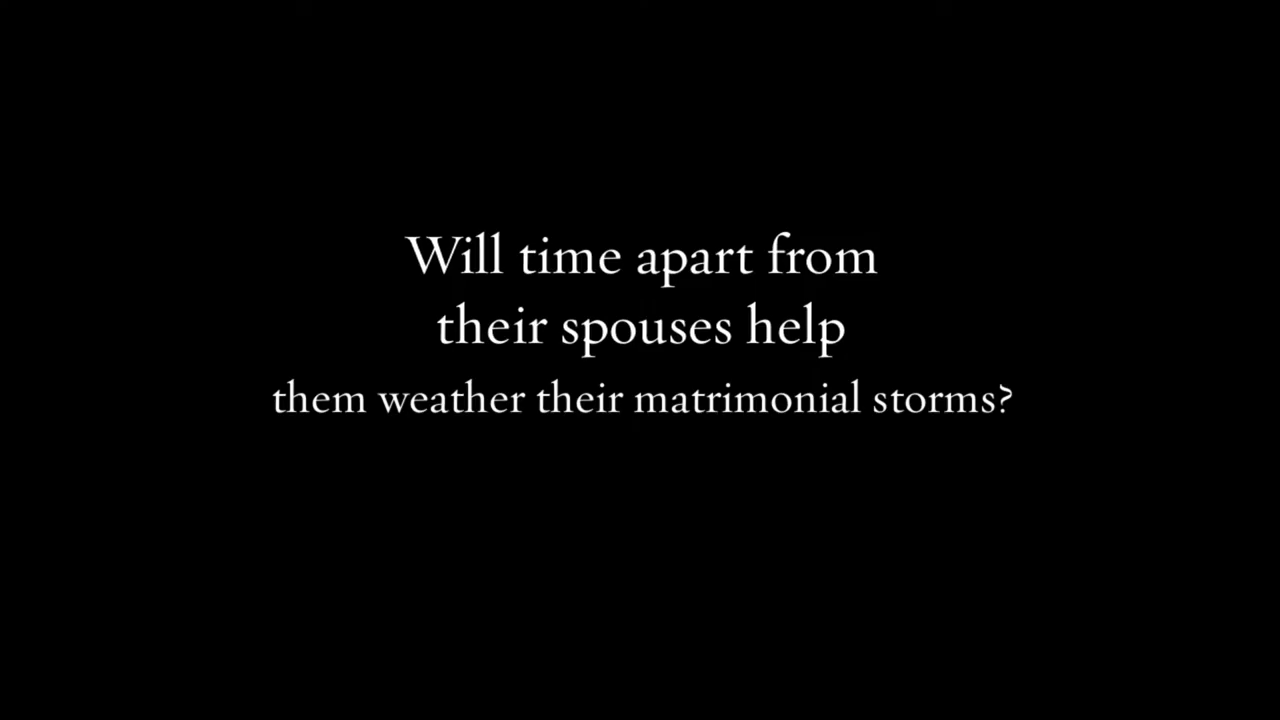 Will time apart from
their spouses help
them weather their matrimonial storms?